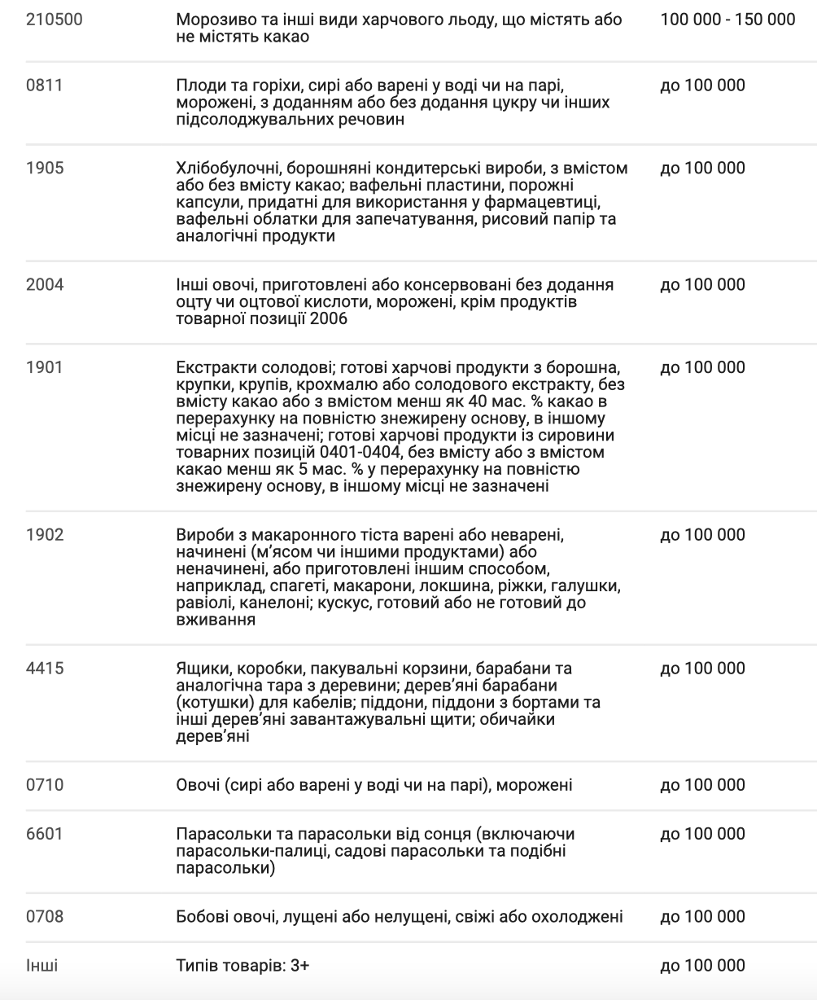 210500 Морозиво та інші види харчового льоду, що містять або 100 000 - 150 000
не містять какао
0811 Плоди та горіхи, сирі або варені у воді чи на парі, до 100 000
морожені, з доданням або без додання цукру чи інших
підсолоджувальних речовин
1905 Хлібобулочні, борошняні кондитерські вироби, з вмістом до 100 000
або без вмісту какао; вафельні пластини, порожні
капсули, придатні для використання у фармацевтиці,
вафельні облатки для запечатування, рисовий папір та
аналогічні продукти
2004 Інші овочі, приготовлені або консервовані без додання до 100 000
оцту чи оцтової кислоти, морожені, крім продуктів
товарної позиції 2006
1901 Екстракти солодові; готові харчові продукти з борошна, до 100 000
крупки, крупів, крохмалю або солодового екстракту, без
вмісту какао або з вмістом менш як 40 мас. % какао в
перерахунку на повністю знежирену основу, в іншому
місці не зазначені; готові харчові продукти із сировини
товарних позицій 0401-0404, без вмісту або з вмістом
какао менш як 5 мас. % у перерахунку на повністю
знежирену основу, в іншому місці не зазначені
1902 Вироби з макаронного тіста варені або неварені, до 100 000
начинені (м’ясом чи іншими продуктами) або
неначинені, або приготовлені іншим способом,
наприклад, спагеті, макарони, локшина, ріжки, галушки,
равіолі, канелоні; кускус, готовий або не готовий до
вживання
4415 Ящики, коробки, пакувальні корзини, барабани та до 100 000
аналогічна тара з деревини; дерев’яні барабани
(котушки) для кабелів; піддони, піддони з бортами та
інші дерев’яні завантажувальні щити; обичайки
дерев’яні
0710 Овочі (сирі або варені у воді чи на парі), морожені до 100 000
6601 Парасольки та парасольки від сонця (включаючи до 100 000
парасольки-палиці, садові парасольки та подібні
парасольки)
0708 Бобові овочі, лущені або нелущені, свіжі або охолоджені до 100 000
Інші Типів товарів: 3+ до 100 000